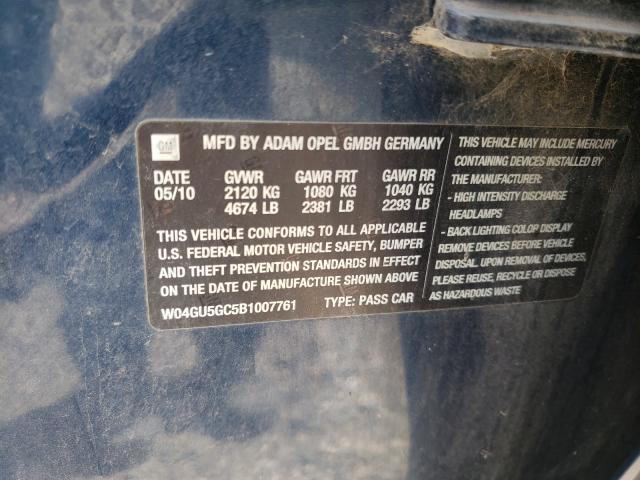 GM
MFD BY ADAM OPEL GMBH GERMANY
DATE GVWR GAWR FRT GAWR RR
05/10 2120 KG 1080 KG 1040 KG
4674 LB 2381 LB 2293 LB
THIS VEHICLE CONFORMS TO ALL APPLICABLE
U.S. FEDERAL MOTOR VEHICLE SAFETY, BUMPER
AND THEFT PREVENTION STANDARDS IN EFFECT
ON THE DATE OF MANUFACTURE SHOWN ABOVE
W04GU5GC5B1007761 TYPE: PASS CAR
THIS VEHICLE MAY INCLUDE MERCURY
CONTAINING DEVICES INSTALLED BY
THE MANUFACTURER:
- HIGH INTENSITY DISCHARGE
HEADLAMPS
- BACK LIGHTING COLOP DISPLAY
REMOVE DEVICES BEFORE VEHICLE
DISPOSAL. UPON REMOVAL OF DEVICES,
PLEASE REUSE, RECYCLE OR DISPOSE
AS HAZARDOUS WASTE